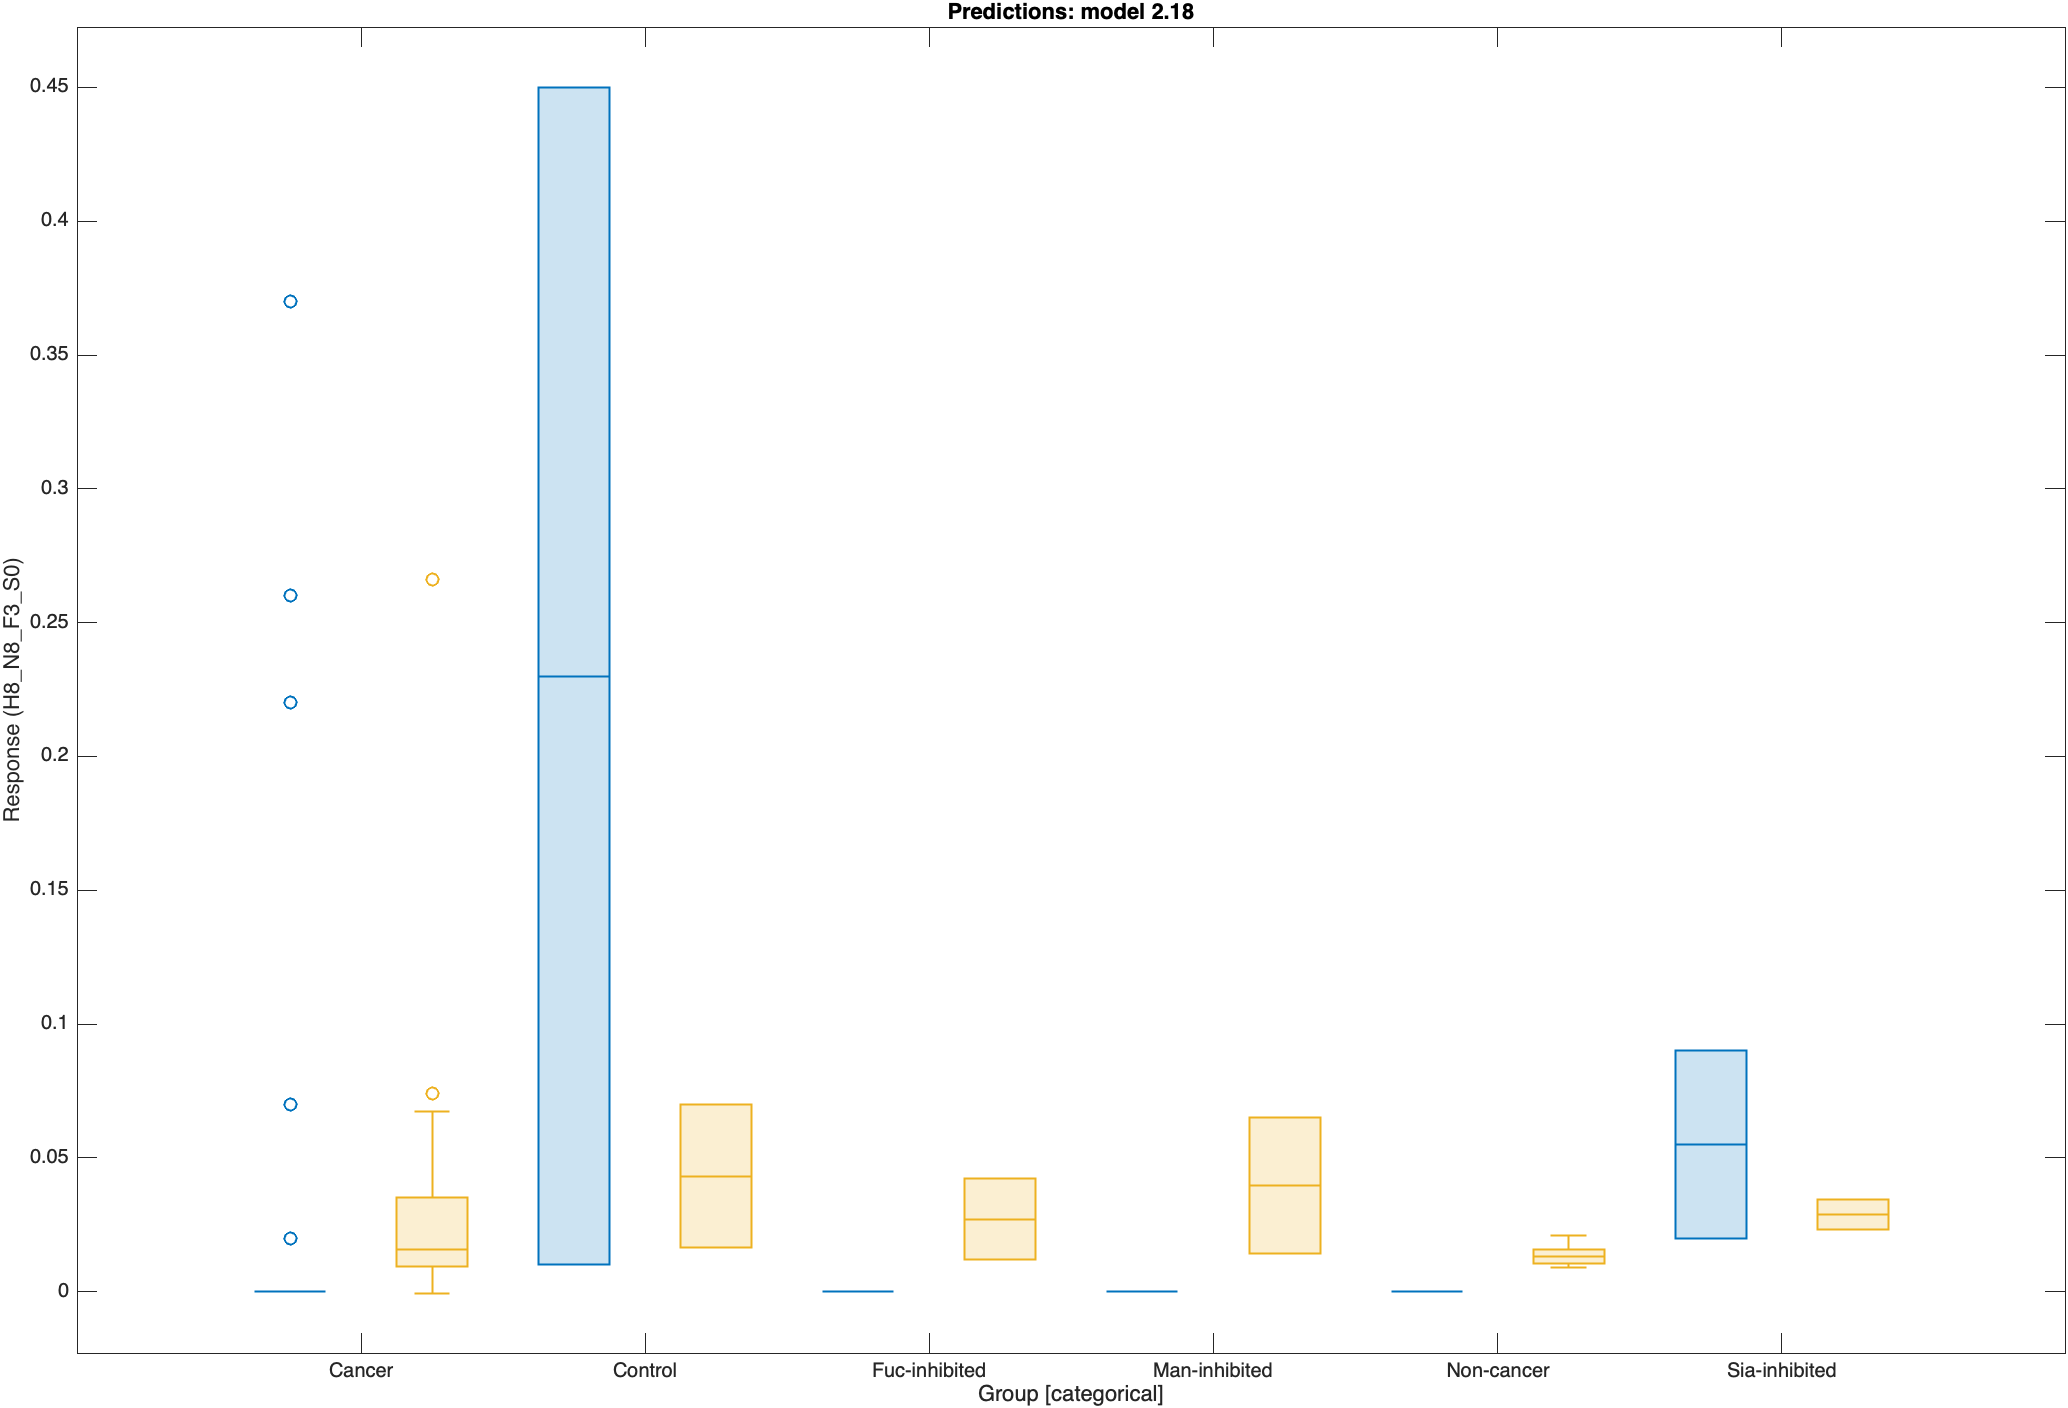 Predictions: model 2.18
0.45
0.4
0.35
0.3
0.25
0.2
0.15
0.1
0.05
0
Response (H8_N8_F3_S0)
Cancer Control Fuc-inhibited Man-inhibited Non-cancer Sia-inhibited
Group [categorical]